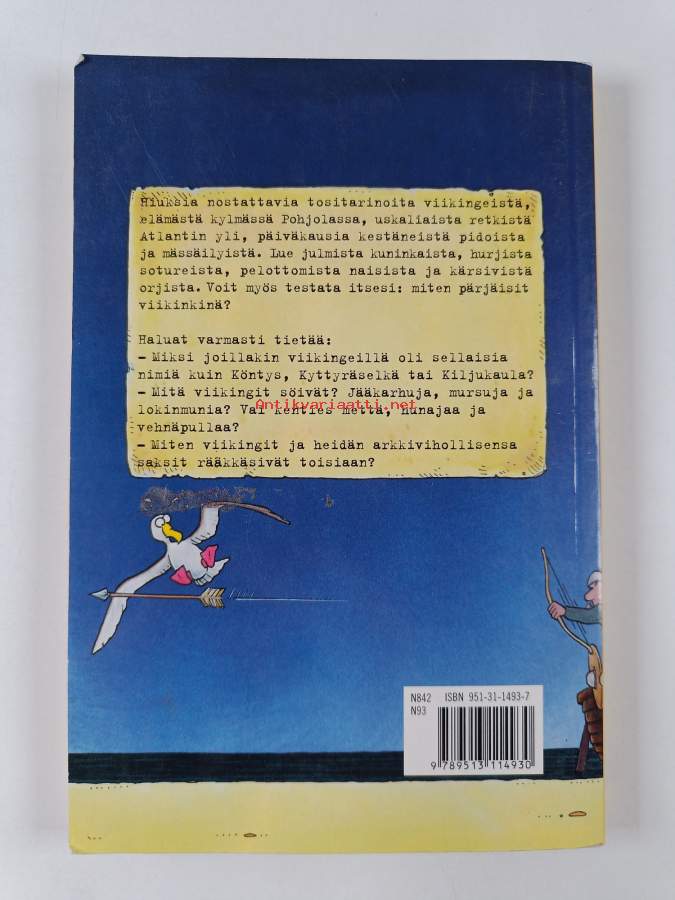 Hiuksia nostattavia tositarinoita viikingeistä,
elämästä kylmässä Pohjolassa, uskaliaista retkistä
Atlantin yli, päiväkausia kestäneistä pidoista
ja mässäilyistä. Lue julmista kuninkaista, hurjista
sotureista, pelottomista naisista ja kärsivistä
orjista. Voit myös testata itsesi: miten pärjäisit
viikinkinä?
Haluat varmasti tietää:
– Miksi joillakin viikingeillä oli sellaisia
nimiä kuin Köntys, Kyttyräselkä tai Kiljukaula?
– Mitä viikingit söivät? Jääkarhuja, mursuja ja
lokinmunia? Vai kenties mettä, hunajaa ja
Antikvariaatti.net
vehnäpullaa?
– Miten viikingit ja heidän arkkivihollisensa
saksit rääkkäsivät toisiaan?
N842 ISBN 951-31-1493-7
N93
9 789513 114930